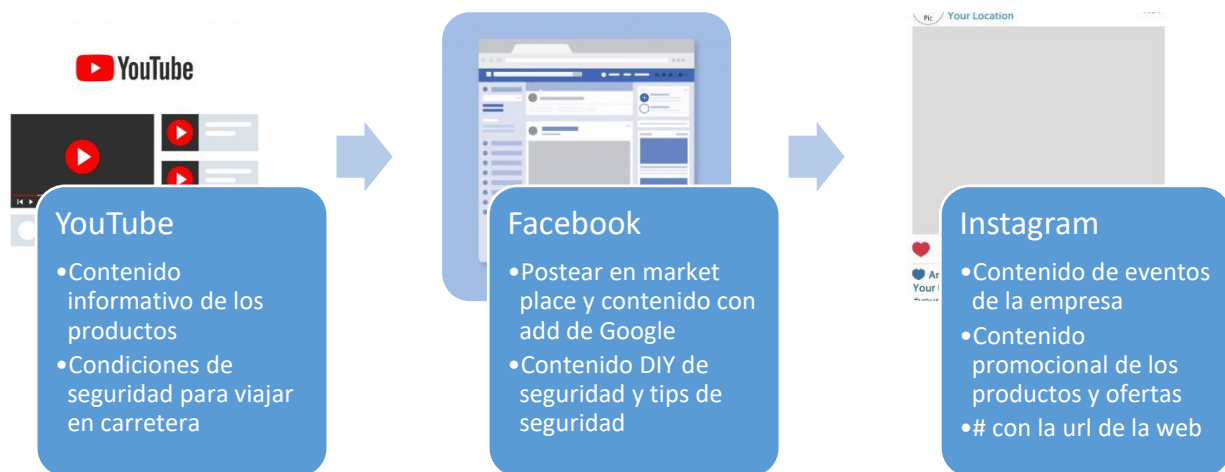 YouTube
YouTube
•Contenido
informativo de los
productos
•Condiciones de
seguridad para viajar
en carretera
Facebook
•Postear en market
place y contenido con
add de Google
•Contenido DIY de
seguridad y tips de
seguridad
Pic
Your Location
Instagram
•Contenido de eventos
de la empresa
•Contenido
promocional de los
productos y ofertas
•# con la url de la web